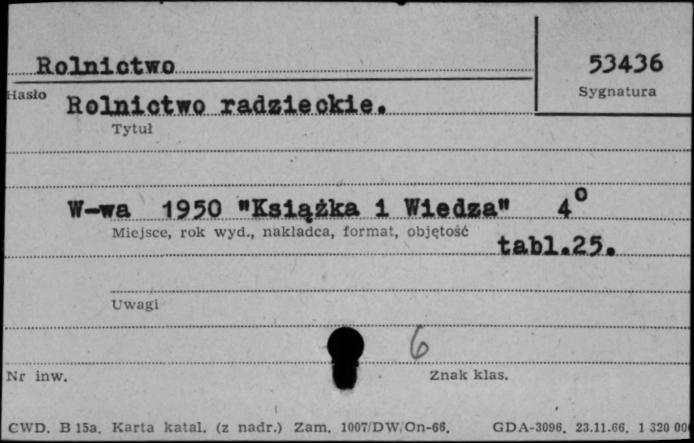 Rolnictwo
53436
Hasło
Sygnatura
Rolnictwo radzieckie.
Tytuł
W-wa 1950 "Książka i Wiedza" 4°
Miejsce, rok wyd., nakładca, format, objętość
tabl.25.
Uwagi
6
Nr inw.
Znak klas.
CWD. B 15a. Karta katal. (z nadr.) Zam. 1007/DW/On-66. GDA-3096. 23.11.66. 1 320 00